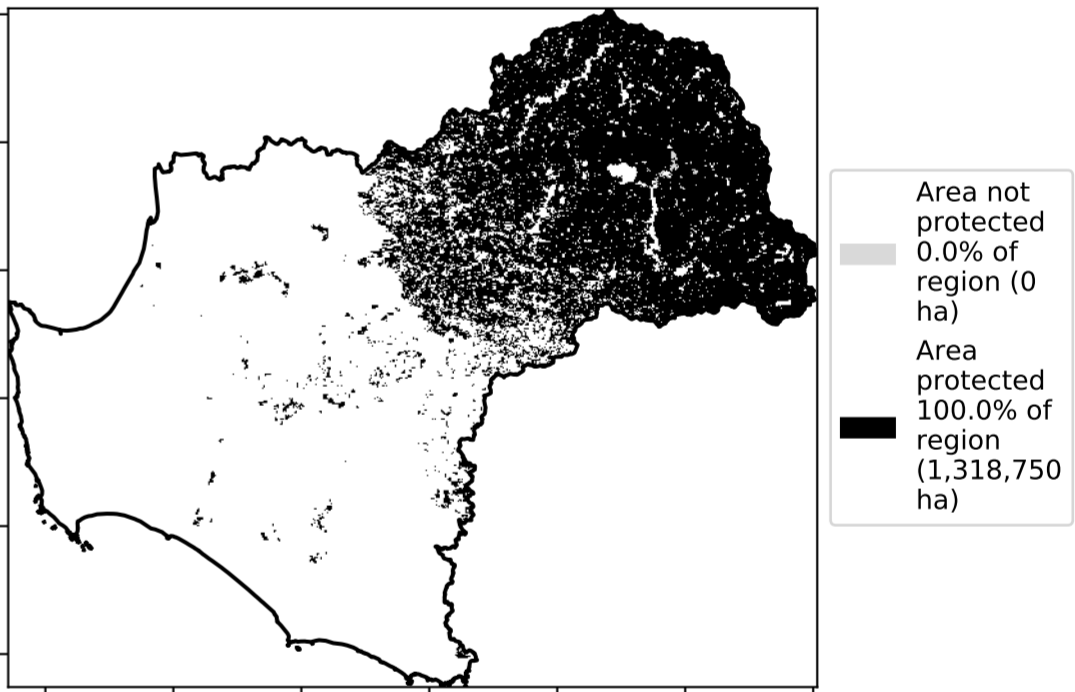 Area not
protected
0.0% of
region (0
ha)
Area
protected
100.0% of
region
(1,318,750
ha)